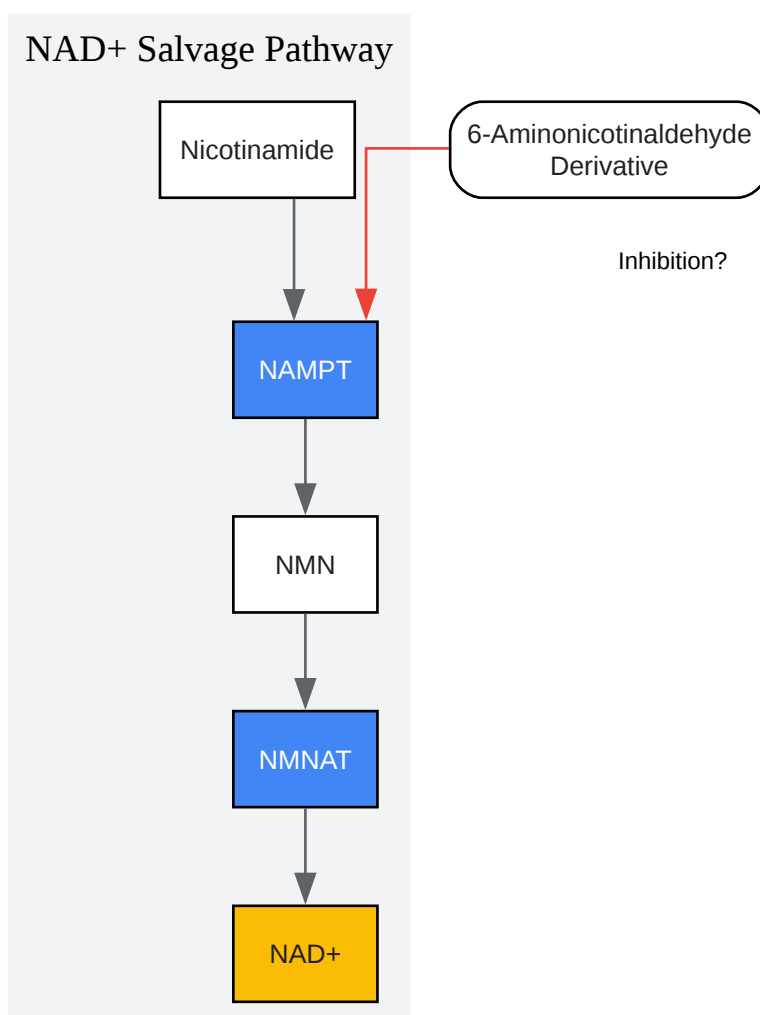 NAD+ Salvage Pathway
Nicotinamide
6-Aminonicotinaldehyde
Derivative
Inhibition?
NAMPT
NMN
NMNAT
NAD+